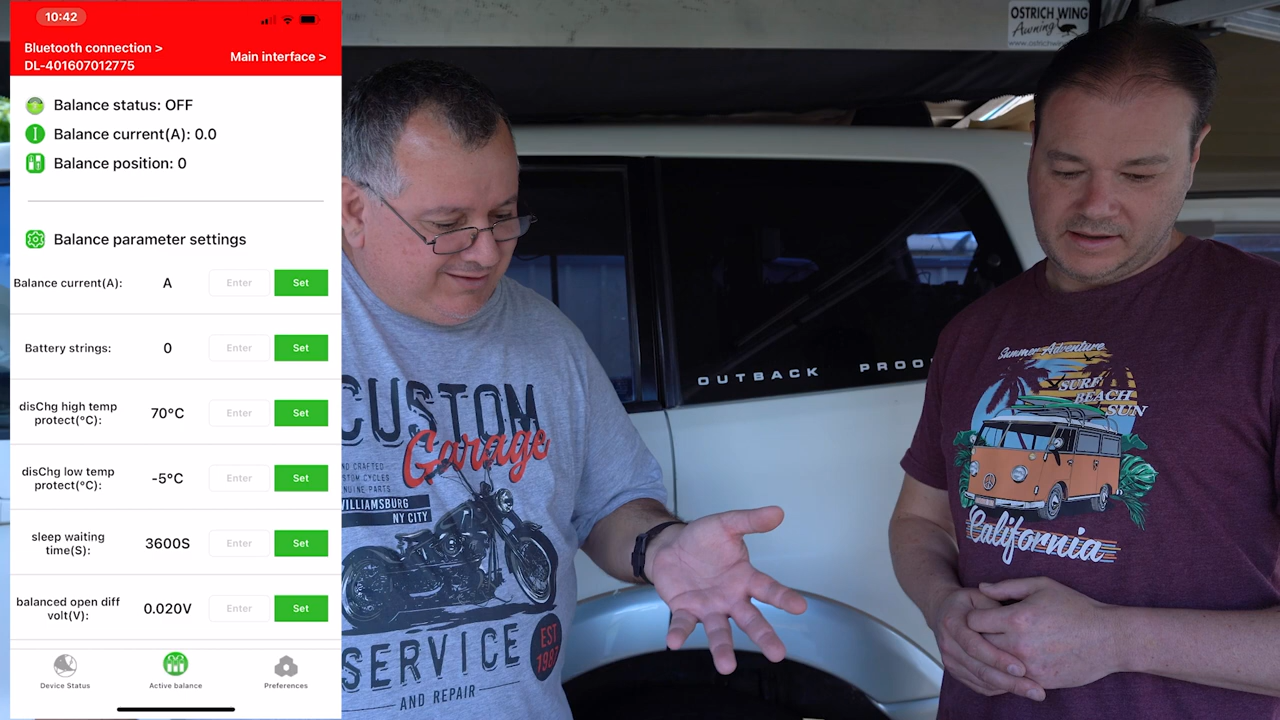 10:42
Bluetooth connection >
DL-401607012775
Main interface >
Balance status: OFF
Balance current(A): 0.0
Balance position: 0
Balance parameter settings
Balance current(A): A Enter Set
Battery strings: 0 Enter Set
disChg high temp
protect(°C): 70°C Enter Set
disChg low temp
protect(°C): -5°C Enter Set
sleep waiting
time(S): 3600S Enter Set
balanced open diff
volt(V): 0.020V Enter Set
Device Status
Active balance
Preferences
OSTRICH WING
Awning
OUTBACK PROO
CUSTOM
Garage
WILLIAMSBURG
NY CITY
SERVICE
EST
AND REPAIR
Summer Adventure
SURF
BEACH
SUN
California